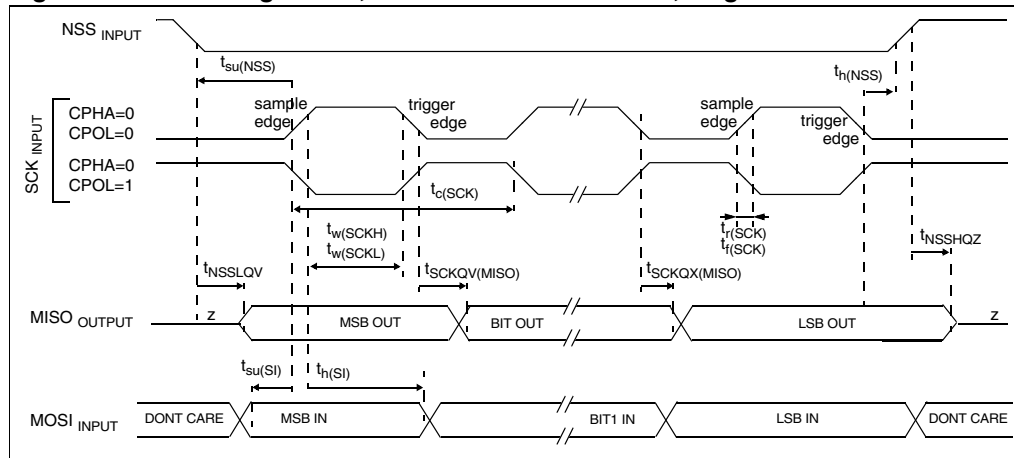 NSS INPUT
tsu(NSS)
th(NSS)
SCK INPUT
CPHA=0
CPOL=0
CPHA=0
CPOL=1
sample
edge
trigger
edge
sample
edge
trigger
edge
tc(SCK)
tw(SCKH)
tw(SCKL)
tr(SCK)
tf(SCK)
tNSSLQV
tSCKQV(MISO)
tSCKQX(MISO)
tNSSHQZ
MISO OUTPUT
z
MSB OUT
BIT OUT
LSB OUT
z
tsu(SI)
th(SI)
MOSI INPUT
DONT CARE
MSB IN
BIT1 IN
LSB IN
DONT CARE